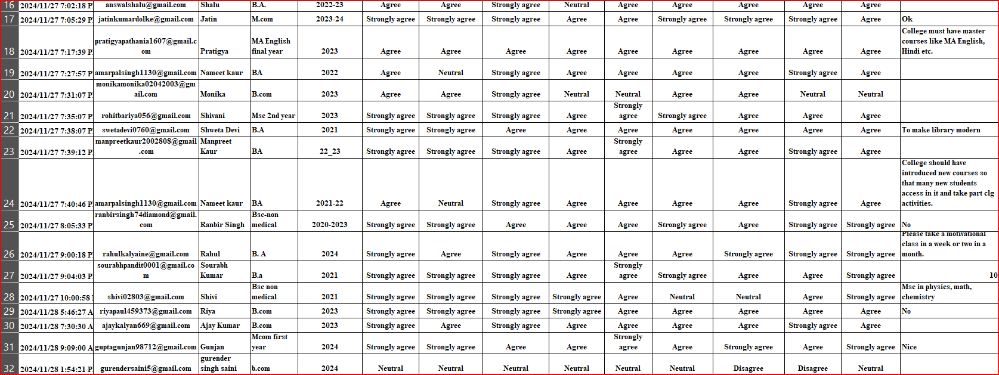 16 2024/11/27 7:02:18 P answalshalu@gmail.com Shalu B.A. 2022-23 Agree Agree Strongly agree Neutral Agree Agree Agree Agree Agree
17 2024/11/27 7:05:29 P jatinkumardolke@gmail.com Jatin M.com 2023-24 Strongly agree Strongly agree Strongly agree Agree Agree Strongly agree Strongly agree Strongly agree Agree Ok
College must have master
pratigyapathania1607@gmail.c MA English courses like MA English,
18 2024/11/27 7:17:39 P om Pratigya final year 2023 Agree Agree Agree Agree Agree Agree Agree Agree Agree Hindi etc.
19 2024/11/27 7:27:57 P amarpalsingh1130@gmail.com Nameet kaur BA 2022 Agree Neutral Strongly agree Agree Agree Agree Agree Strongly agree Agree
monikamonika02042003@gm
20 2024/11/27 7:31:07 P ail.com Monika B.com 2023 Agree Agree Strongly agree Neutral Neutral Agree Agree Neutral Neutral
Strongly
21 2024/11/27 7:35:07 P rohitbariya056@gmail.com Shivani Msc 2nd year 2023 Strongly agree Strongly agree Strongly agree Agree agree Strongly agree Agree Agree Agree
22 2024/11/27 7:38:07 P swetadevi0760@gmail.com Shweta Devi B.A 2021 Strongly agree Strongly agree Agree Agree Agree Agree Agree Agree Agree To make library modern
manpreetkaur2002808@gmail Manpreet Strongly
23 2024/11/27 7:39:12 P .com Kaur BA 22_23 Strongly agree Strongly agree Strongly agree Agree agree Agree Agree Strongly agree Agree
College should have
introduced new courses so
that many new students
access in it and take part clg
24 2024/11/27 7:40:46 P amarpalsingh1130@gmail.com Nameet kaur BA 2021-22 Agree Neutral Strongly agree Agree Agree Agree Agree Strongly agree Agree activities.
ranbirsingh74diamond@gmail. Bsc-non
25 2024/11/27 8:05:33 P com Ranbir Singh medical 2020-2023 Strongly agree Strongly agree Agree Agree Agree Strongly agree Agree Strongly agree Strongly agree No
Please take a motivational
class in a week or two in a
26 2024/11/27 9:00:18 P rahulkalyaine@gmail.com Rahul B. A 2024 Strongly agree Agree Strongly agree Agree Agree Agree Strongly agree Strongly agree Strongly agree month.
sourabhpandit0001@gmail.co Sourabh Strongly
27 2024/11/27 9:04:03 P m Kumar B.a 2021 Strongly agree Strongly agree Strongly agree Agree agree Strongly agree Agree Agree Strongly agree 10
Bsc non Msc in physics, math,
28 2024/11/27 10:00:58 shivi02803@gmail.com Shivi medical 2021 Strongly agree Strongly agree Strongly agree Strongly agree Agree Neutral Neutral Agree Strongly agree chemistry
29 2024/11/28 5:46:27 A riyapaul459373@gmail.com Riya B.com 2023 Strongly agree Strongly agree Strongly agree Strongly agree Agree Agree Agree Agree Agree No
30 2024/11/28 7:30:30 A ajaykalyan669@gmail.com Ajay Kumar B.com 2023 Strongly agree Agree Strongly agree Agree Agree Agree Agree Strongly agree Agree
Mcom first Strongly
31 2024/11/28 9:09:00 A guptagunjan98712@gmail.com Gunjan year 2024 Strongly agree Strongly agree Agree Agree agree Agree Strongly agree Agree Strongly agree Nice
gurender
32 2024/11/28 1:54:21 P gurendersaini5@gmail.com singh saini b.com 2024 Neutral Neutral Neutral Neutral Neutral Neutral Disagree Disagree Neutral